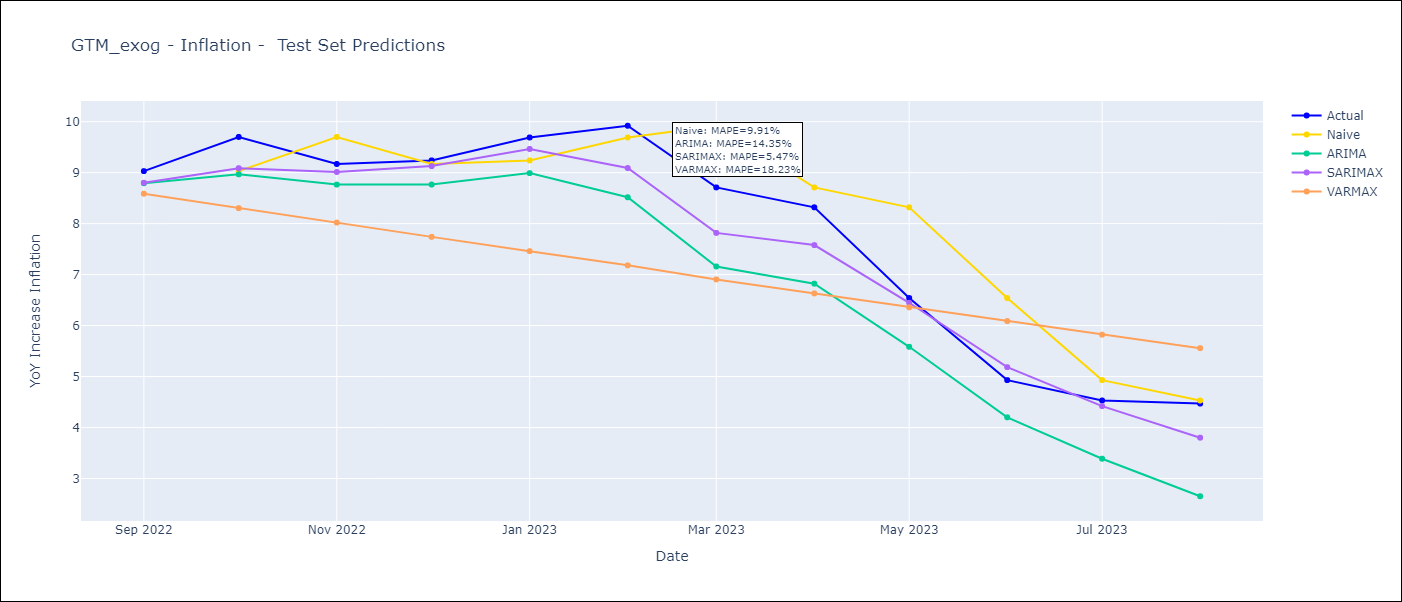 GTM_exog - Inflation -  Test Set Predictions
Actual
Naive
ARIMA
SARIMAX
VARMAX
Naive: MAPE=9.91%
ARIMA: MAPE=14.35%
SARIMAX: MAPE=5.47%
VARMAX: MAPE=18.23%
YoY Increase Inflation
10
9
8
7
6
5
4
3
Sep 2022
Nov 2022
Jan 2023
Mar 2023
May 2023
Jul 2023
Date